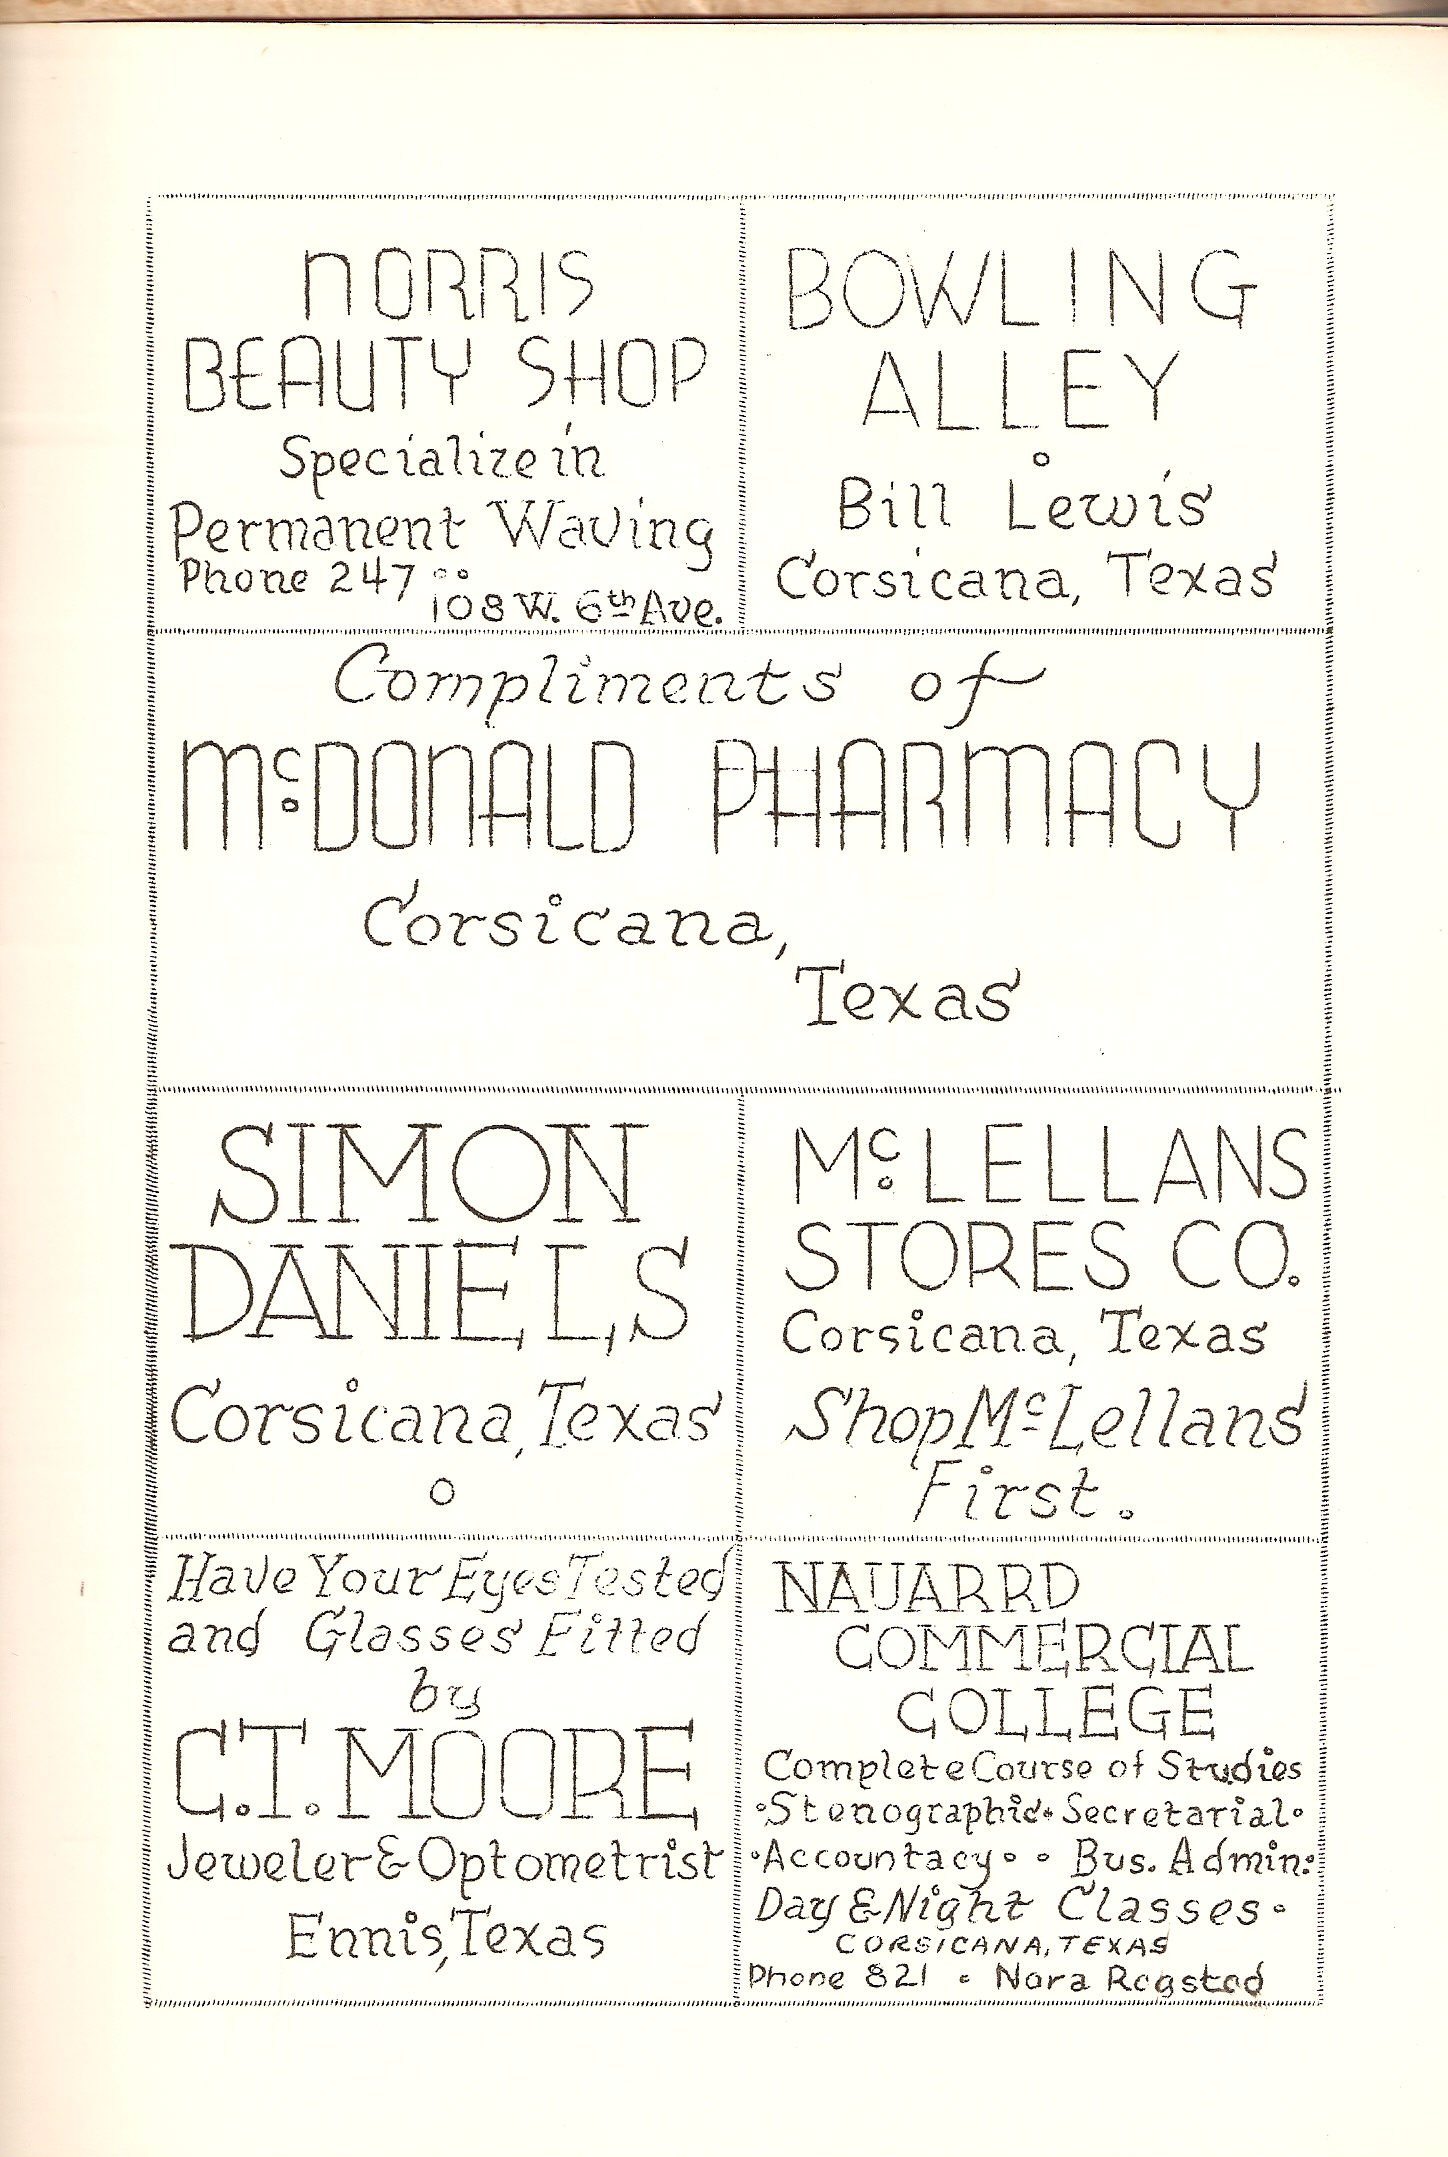 NORRIS
BEAUTY SHOP
Specialize in
Permanent Waving
Phone 247
108 W. 6th Ave.
BOWLING
ALLEY
Bill Lewis
Corsicana, Texas
Compliments of
McDONALD PHARMACY
Corsicana,
Texas
SIMON
DANIELS
Corsicana, Texas
McLELLANS
STORES CO.
Corsicana, Texas
Shop McLellans
First.
Have Your Eyes Tested
and Glasses Fitted
by
C.T. MOORE
Jeweler & Optometrist
Ennis, Texas
NAUARRD
COMMERCIAL
COLLEGE
Complete Course of Studies
Stenographic Secretarial
Accountacy Bus. Admin.
Day & Night Classes
CORSICANA, TEXAS
Phone 821 Nora